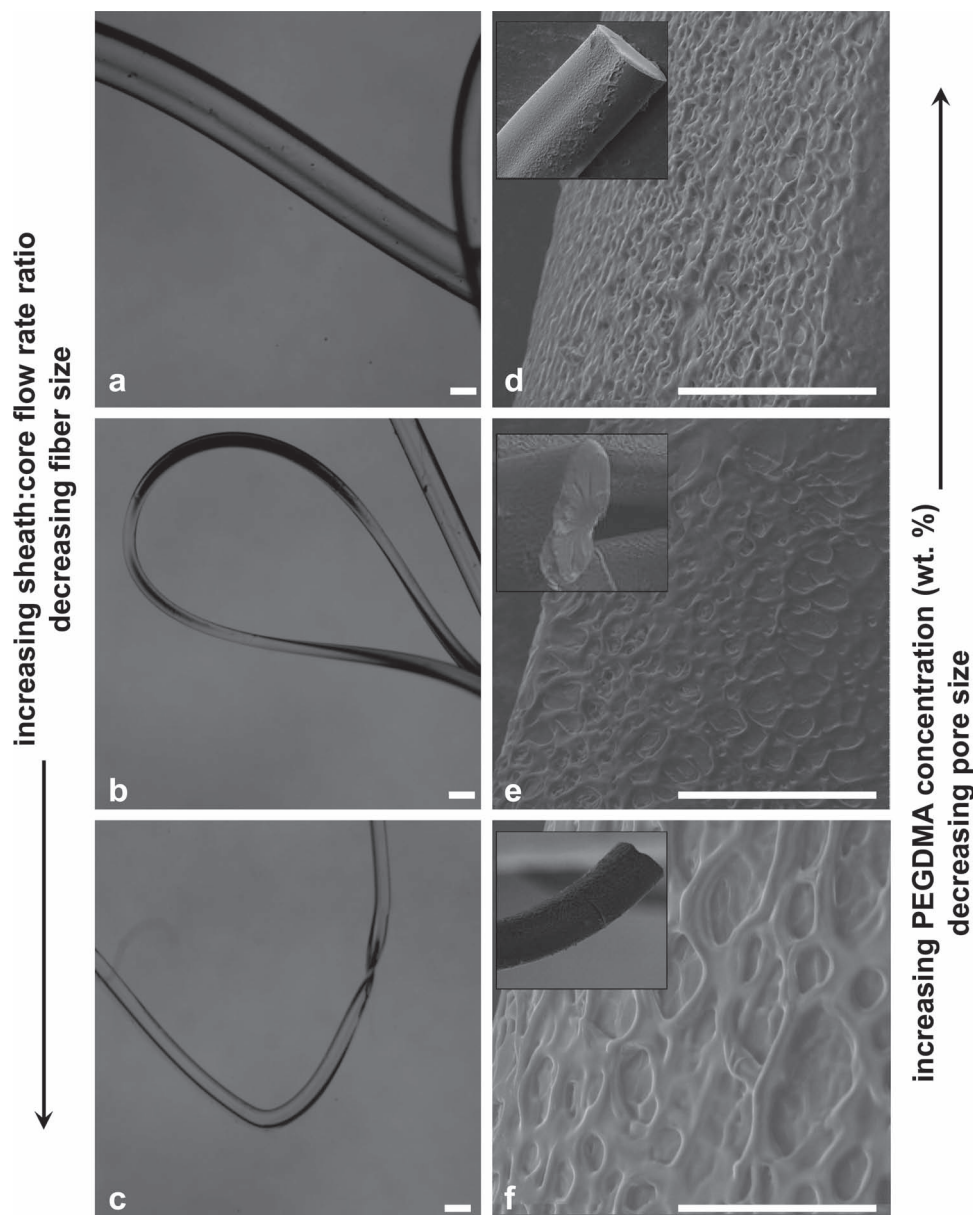 increasing sheath:core flow rate ratio
decreasing fiber size
a
b
c
d
e
f
increasing PEGDMA concentration (wt. %)
decreasing pore size